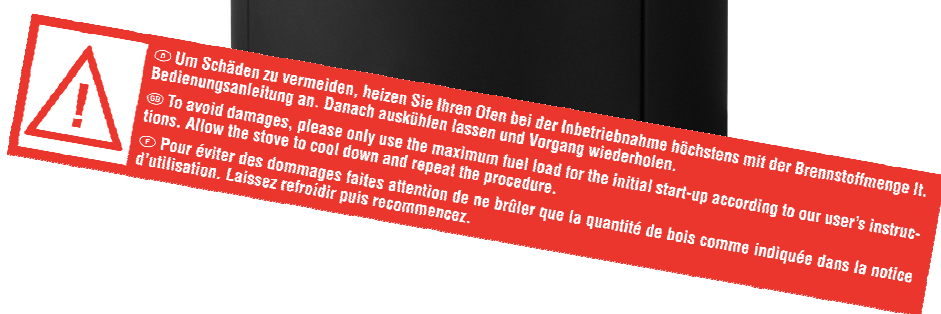 D Um Schäden zu vermeiden, heizen Sie Ihren Ofen bei der Inbetriebnahme höchstens mit der Brennstoffmenge lt.
Bedienungsanleitung an. Danach auskühlen lassen und Vorgang wiederholen.
GB To avoid damages, please only use the maximum fuel load for the initial start-up according to our user's instruc-
tions. Allow the stove to cool down and repeat the procedure.
F Pour éviter des dommages faites attention de ne brûler que la quantité de bois comme indiquée dans la notice
d'utilisation. Laissez refroidir puis recommencez.